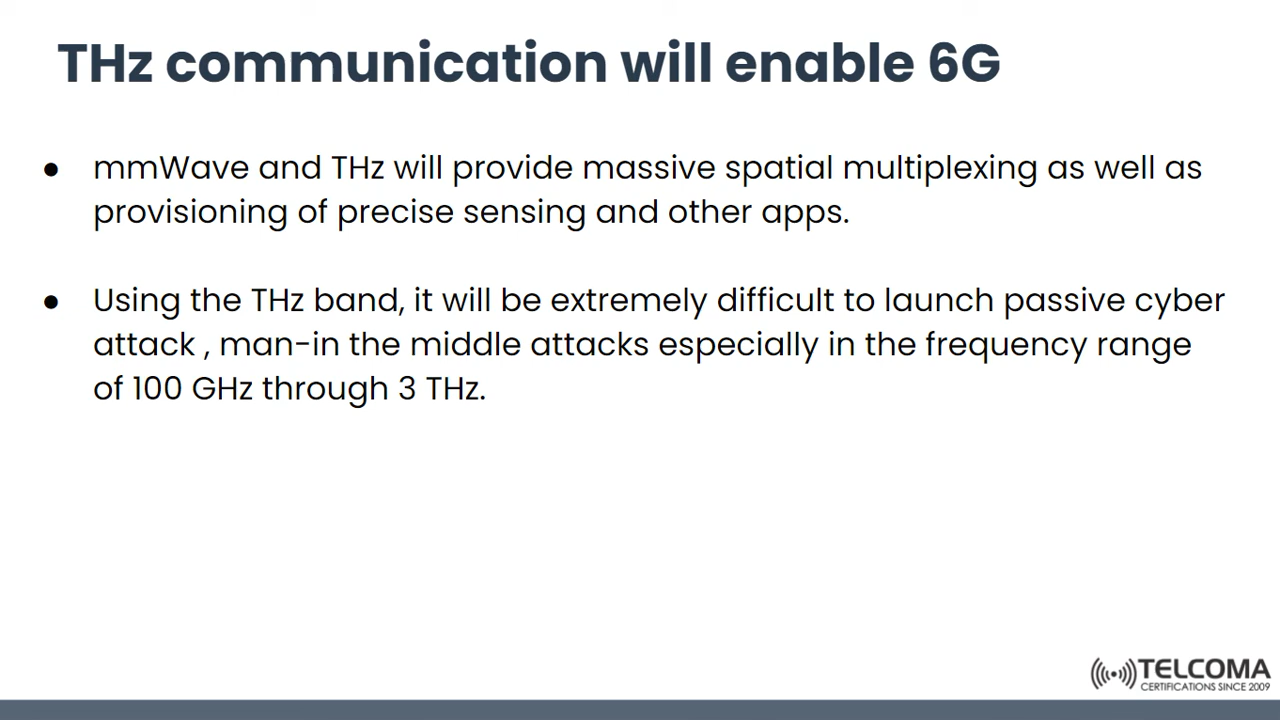 THz communication will enable 6G
● mmWave and THz will provide massive spatial multiplexing as well as
provisioning of precise sensing and other apps.
● Using the THz band, it will be extremely difficult to launch passive cyber
attack , man-in the middle attacks especially in the frequency range
of 100 GHz through 3 THz.
TELCOMA
CERTIFICATIONS SINCE 2009